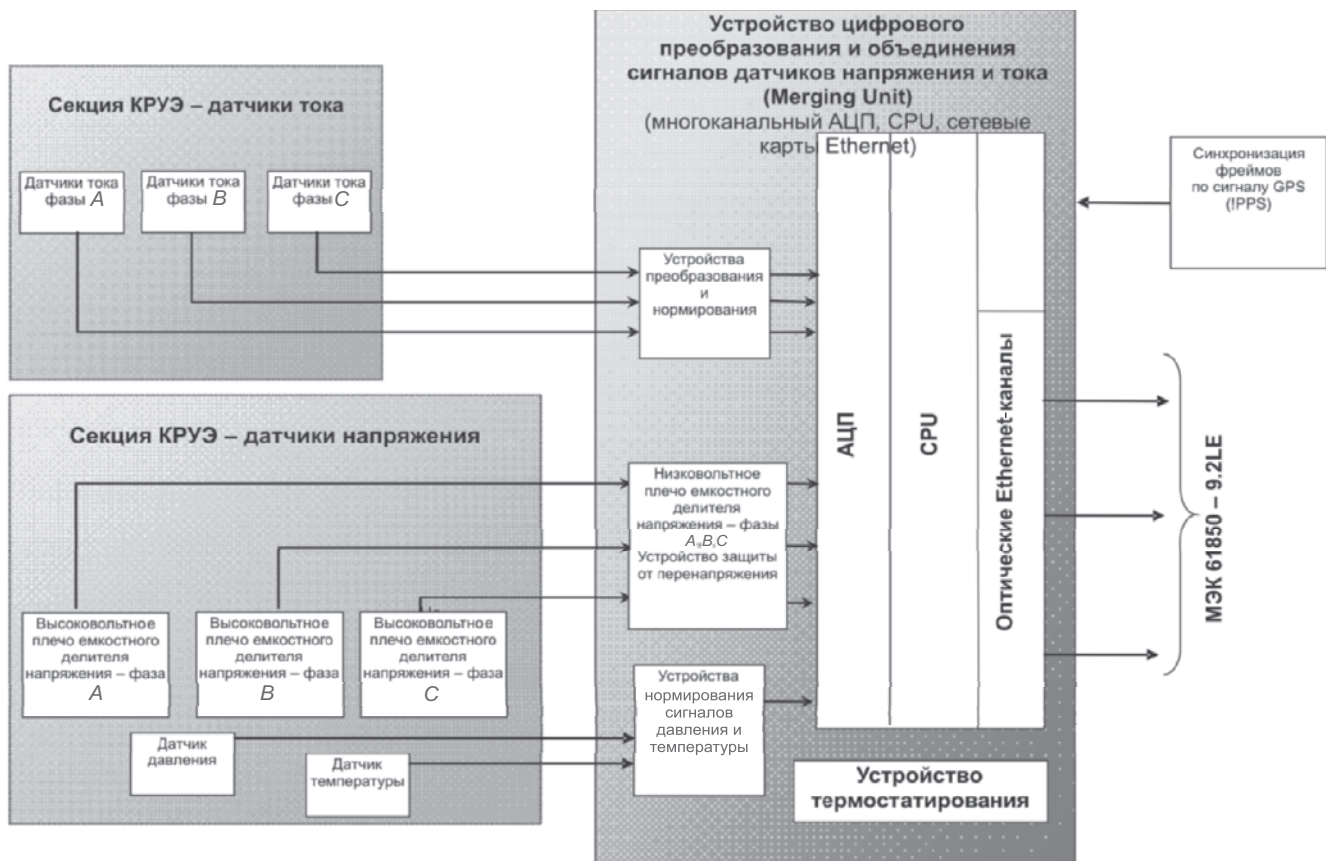 Устройство цифрового
преобразования и объединения
сигналов датчиков напряжения и тока
(Merging Unit)
(многоканальный АЦП, CPU, сетевые
карты Ethernet)
Секция КРУЭ – датчики тока
Датчики тока
фазы A
Датчики тока
фазы B
Датчики тока
фазы C
Синхронизация
фреймов
по сигналу GPS
(!PPS)
Устройства
преобразования
и
нормирования
Секция КРУЭ – датчики напряжения
Низковольтное
плечо емкостного
делителя
напряжения – фазы
A,B,C
Устройство защиты
от перенапряжения
Высоковольтное
плечо емкостного
делителя
напряжения – фаза
A
Высоковольтное
плечо емкостного
делителя
напряжения – фаза
B
Высоковольтное
плечо емкостного
делителя
напряжения – фаза
C
Датчик
давления
Датчик
температуры
Устройства
нормирования
сигналов
давления и
температуры
АЦП
CPU
Оптические Ethernet-каналы
МЭК 61850 – 9.2LE
Устройство
термостатирования